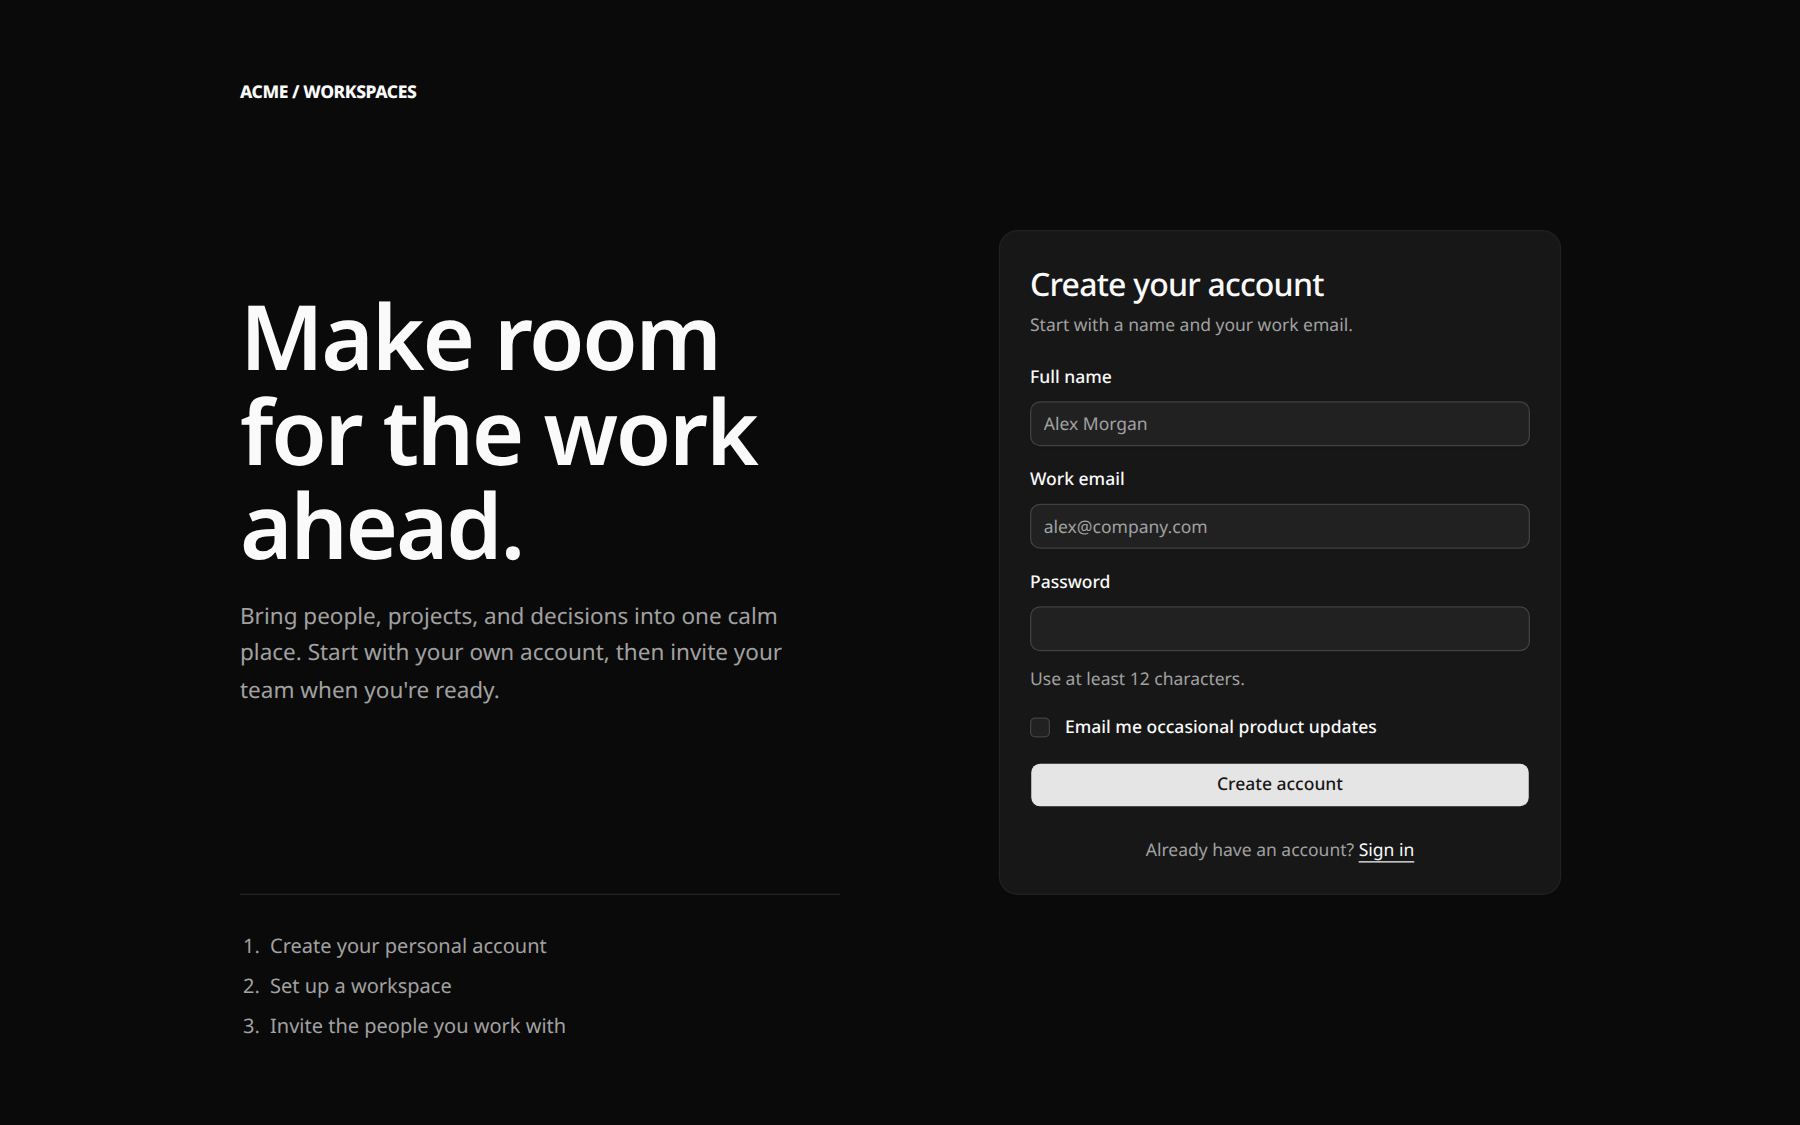 ACME / WORKSPACES
Make room
for the work
ahead.
Bring people, projects, and decisions into one calm
place. Start with your own account, then invite your
team when you're ready.
1. Create your personal account
2. Set up a workspace
3. Invite the people you work with
Create your account
Start with a name and your work email.
Full name
Alex Morgan
Work email
alex@company.com
Password
Use at least 12 characters.
Email me occasional product updates
Create account
Already have an account? Sign in